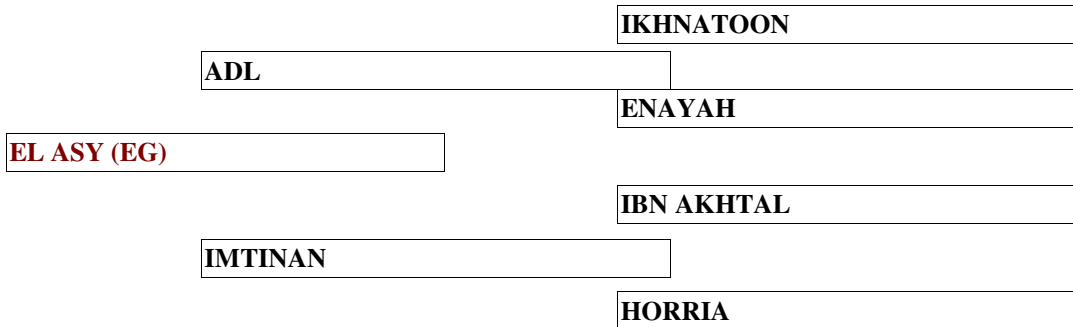 IKHNATOON
ADL
ENAYAH
EL ASY (EG)
IBN AKHTAL
IMTINAN
HORRIA